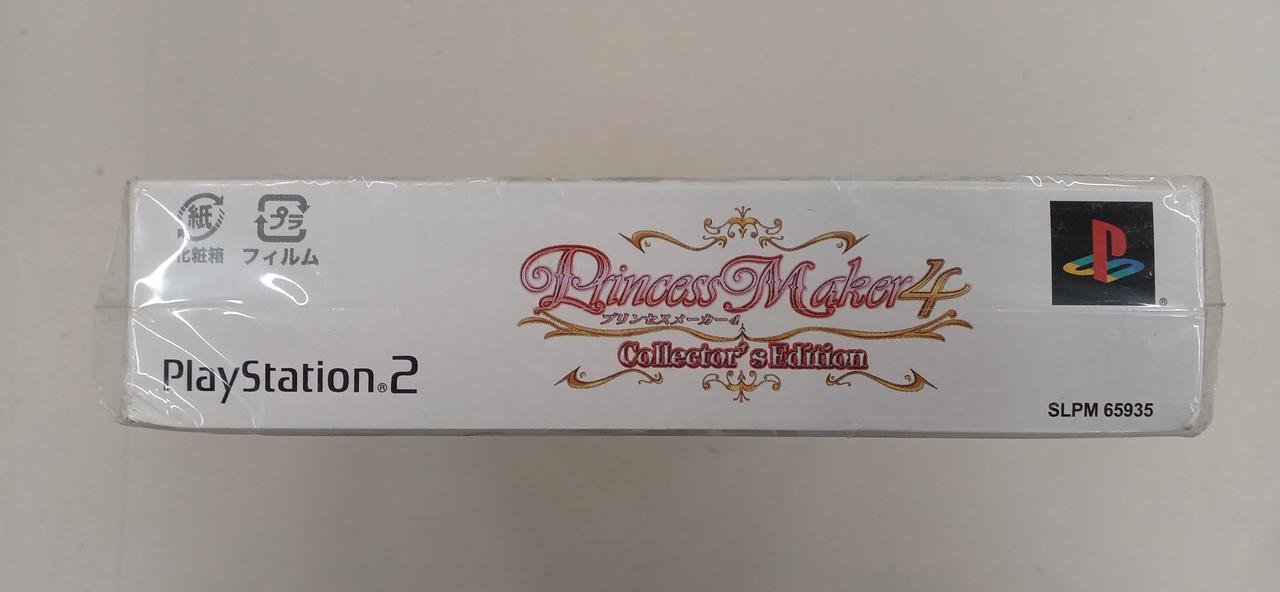 紙
プラ
化粧箱
フィルム
Princess Maker 4
プリンセスメーカー4
Collector's Edition
PlayStation®2
®
SLPM 65935